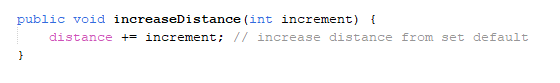 public void increaseDistance(int increment) {
    distance += increment; // increase distance from set default
}